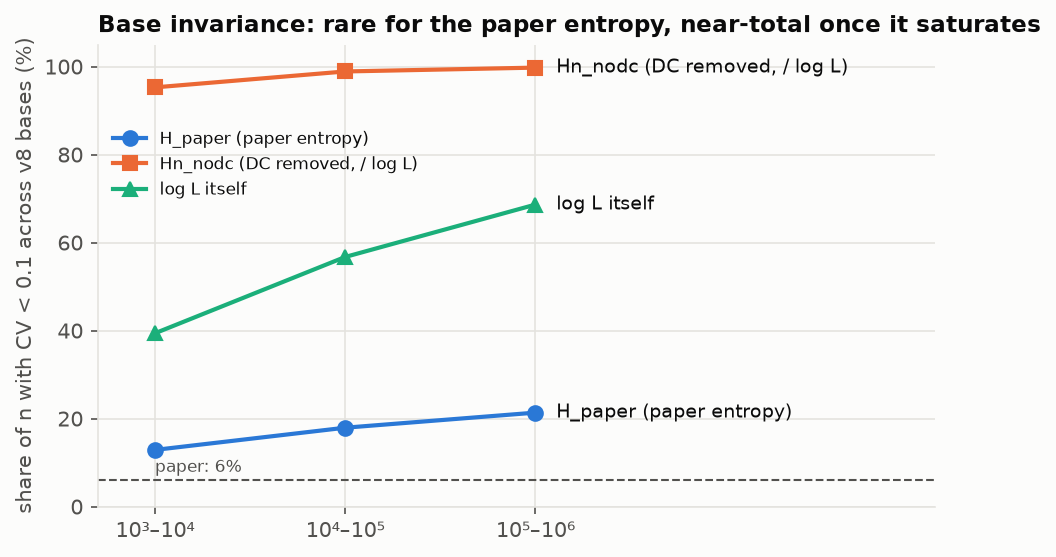 Base invariance: rare for the paper entropy, near-total once it saturates
share of n with CV < 0.1 across v8 bases (%)
100
80
60
40
20
0
Hn_nodc (DC removed, / log L)
H_paper (paper entropy)
Hn_nodc (DC removed, / log L)
log L itself
log L itself
H_paper (paper entropy)
paper: 6%
10³–10⁴
10⁴–10⁵
10⁵–10⁶